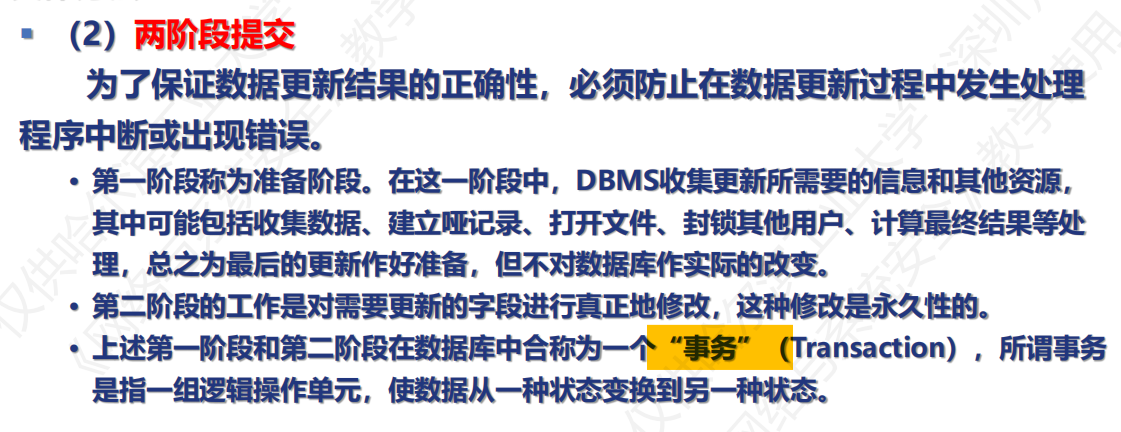 ▪ （2）两阶段提交
为了保证数据更新结果的正确性，必须防止在数据更新过程中发生处理
程序中断或出现错误。
• 第一阶段称为准备阶段。在这一阶段中，DBMS收集更新所需要的信息和其他资源，
其中可能包括收集数据、建立哑记录、打开文件、封锁其他用户、计算最终结果等处
理，总之为最后的更新作好准备，但不对数据库作实际的改变。
• 第二阶段的工作是对需要更新的字段进行真正地修改，这种修改是永久性的。
• 上述第一阶段和第二阶段在数据库中合称为一个“事务”（Transaction），所谓事务
是指一组逻辑操作单元，使数据从一种状态变换到另一种状态。